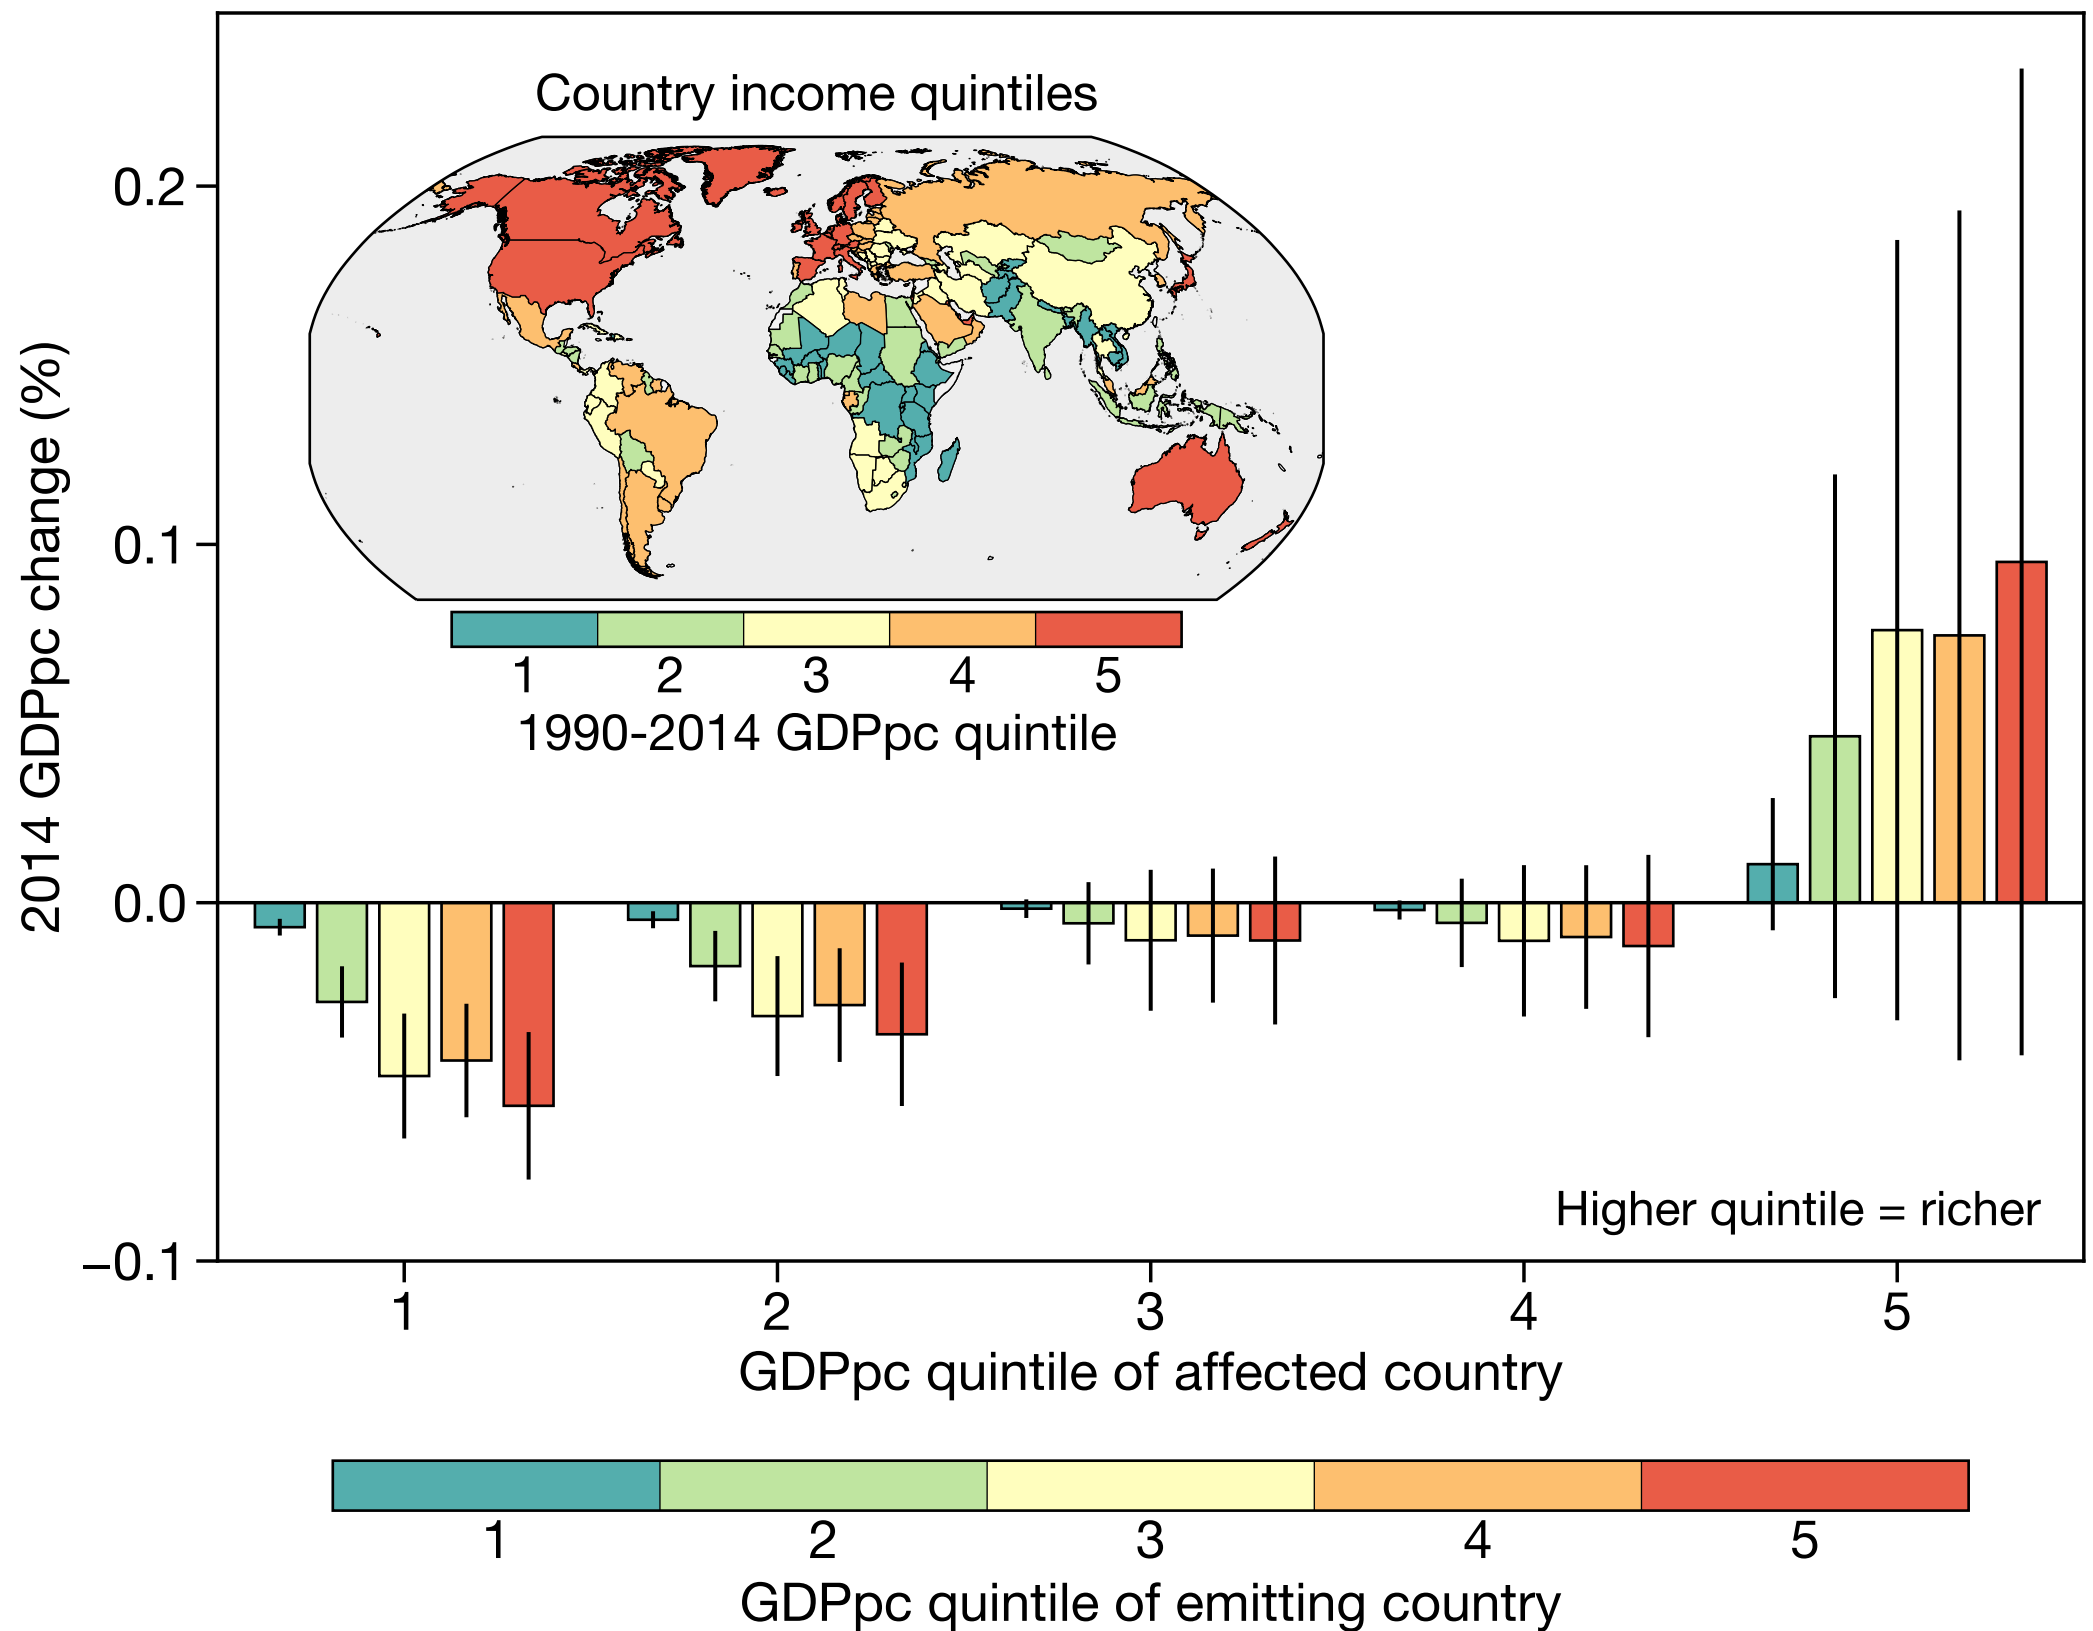 Country income quintiles
1 2 3 4 5
1990-2014 GDPpc quintile
2014 GDPpc change (%)
0.2
0.1
0.0
−0.1
Higher quintile = richer
1 2 3 4 5
GDPpc quintile of affected country
1 2 3 4 5
GDPpc quintile of emitting country